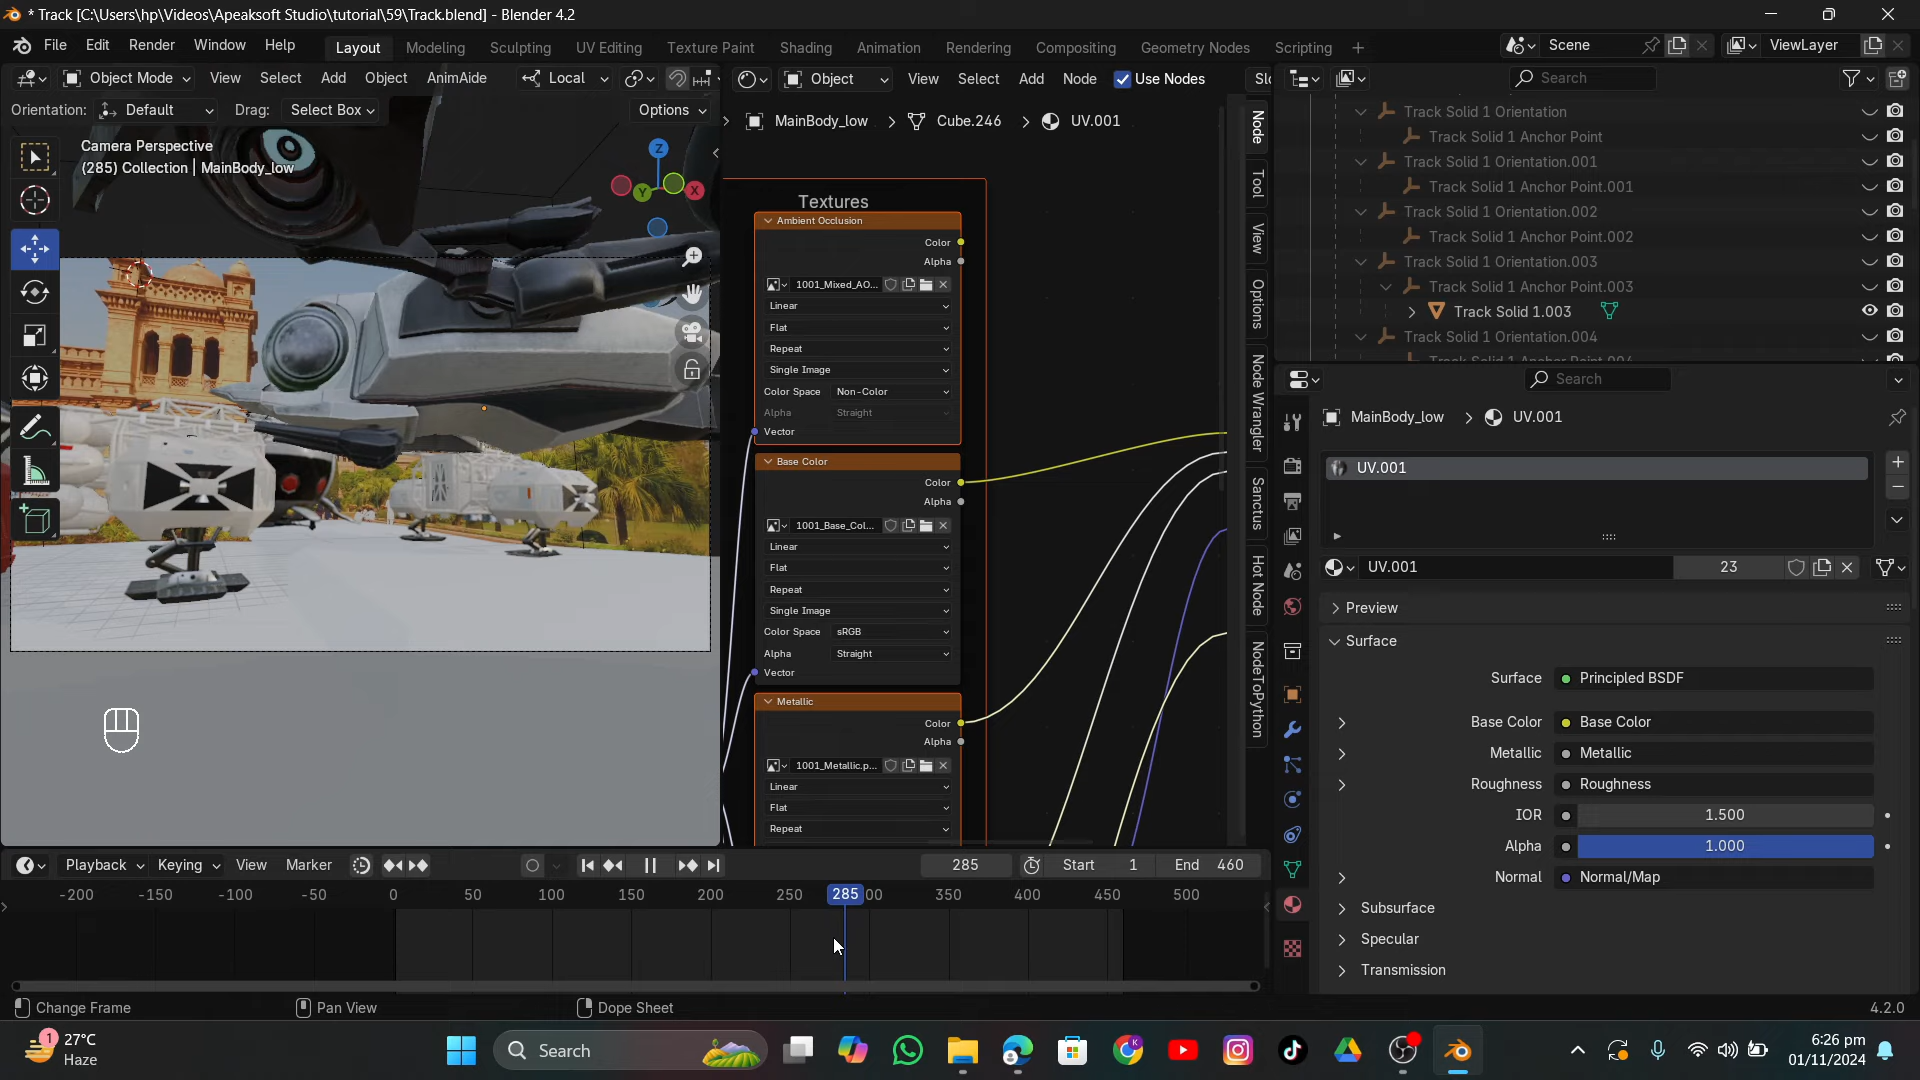 * Track [C:\Users\hp\Videos\Apeaksoft Studio\tutorial\59\Track.blend] - Blender 4.2
File Edit Render Window Help Layout Modeling Sculpting UV Editing Texture Paint Shading Animation Rendering Compositing Geometry Nodes Scripting Scene ViewLayer
Object Mode View Select Add Object AnimAide Local Object View Select Add Node Use Nodes Slo Search
Orientation: Default Drag: Select Box Options
Camera Perspective
(285) Collection | MainBody_low
Z
Y
X
MainBody_low > Cube.246 > UV.001
Textures
Ambient Occlusion
Color
Alpha
1001_Mixed_AO...
Linear
Flat
Repeat
Single Image
Color Space Non-Color
Alpha Straight
Vector
Base Color
Color
Alpha
1001_Base_Col...
Linear
Flat
Repeat
Single Image
Color Space sRGB
Alpha Straight
Vector
Metallic
Color
Alpha
1001_Metallic.p...
Linear
Flat
Repeat
Node
Tool
View
Options
Node Wrangler
Sanctus
Hot Node
NodeToPython
Track Solid 1 Orientation
Track Solid 1 Anchor Point
Track Solid 1 Orientation.001
Track Solid 1 Anchor Point.001
Track Solid 1 Orientation.002
Track Solid 1 Anchor Point.002
Track Solid 1 Orientation.003
Track Solid 1 Anchor Point.003
Track Solid 1.003
Track Solid 1 Orientation.004
Track Solid 1 Anchor Point.004
Search
MainBody_low > UV.001
UV.001
UV.001 23
Preview
Surface
Surface Principled BSDF
Base Color Base Color
Metallic Metallic
Roughness Roughness
IOR 1.500
Alpha 1.000
Normal Normal/Map
Subsurface
Specular
Transmission
Playback Keying View Marker 285 Start 1 End 460
-200 -150 -100 -50 0 50 100 150 200 250 285 00 350 400 450 500
Change Frame Pan View Dope Sheet 4.2.0
1
27°C
Haze
Search
K
6:26 pm
01/11/2024